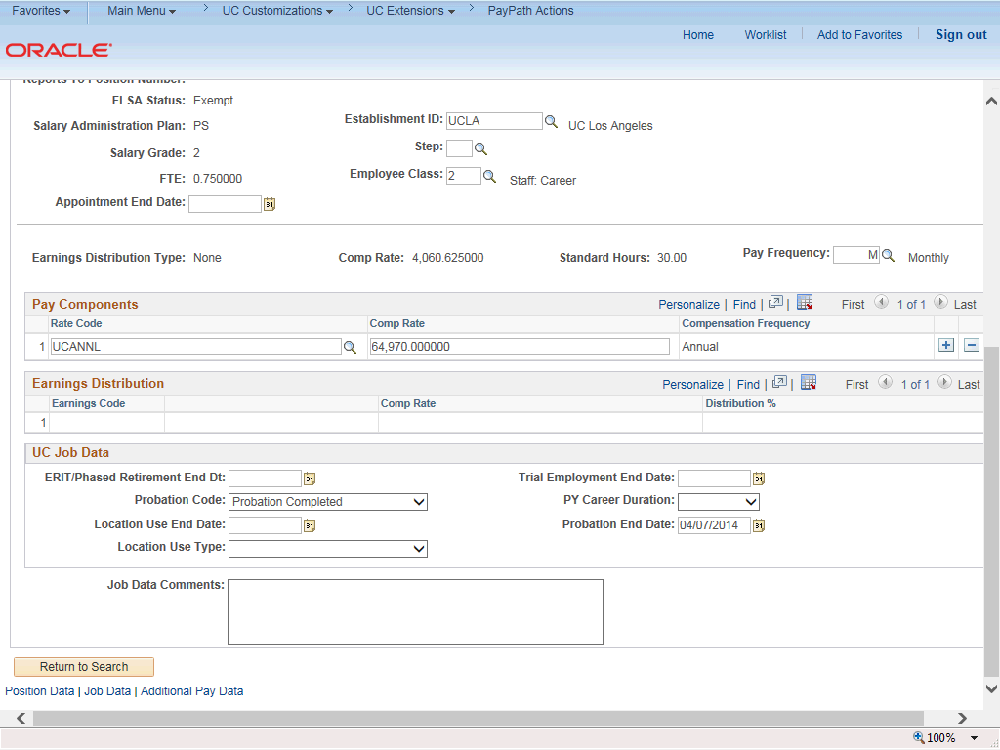 Favorites Main Menu > UC Customizations > UC Extensions > PayPath Actions
Home Worklist Add to Favorites Sign out
ORACLE
Reports To Position Number:
FLSA Status: Exempt
Salary Administration Plan: PS Establishment ID: UCLA UC Los Angeles
Salary Grade: 2 Step:
FTE: 0.750000 Employee Class: 2 Staff: Career
Appointment End Date:
Earnings Distribution Type: None Comp Rate: 4,060.625000 Standard Hours: 30.00 Pay Frequency: M Monthly
Pay Components Personalize | Find | | First 1 of 1 Last
Rate Code Comp Rate Compensation Frequency
1 UCANNL 64,970.000000 Annual
Earnings Distribution Personalize | Find | | First 1 of 1 Last
Earnings Code Comp Rate Distribution %
1
UC Job Data
ERIT/Phased Retirement End Dt: Trial Employment End Date:
Probation Code: Probation Completed PY Career Duration:
Location Use End Date: Probation End Date: 04/07/2014
Location Use Type:
Job Data Comments:
Return to Search
Position Data | Job Data | Additional Pay Data
100%